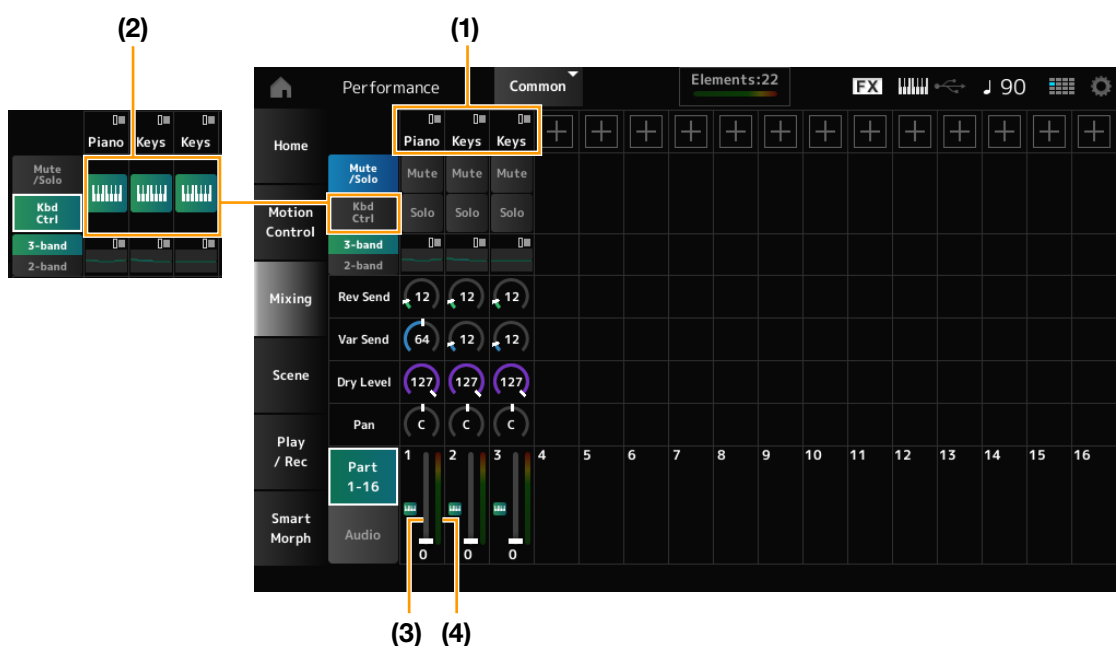 (2)
(1)
Performance
Common
Elements:22
FX
♩ 90
Piano Keys Keys
Mute
/Solo
Kbd
Ctrl
3-band
2-band
Home
Motion
Control
Mixing
Scene
Play
/ Rec
Smart
Morph
Piano Keys Keys
Mute
/Solo
Mute Mute Mute
Kbd
Ctrl
Solo Solo Solo
3-band
2-band
Rev Send 12 12 12
Var Send 64 12 12
Dry Level 127 127 127
Pan C C C
Part
1-16
1 2 3 4 5 6 7 8 9 10 11 12 13 14 15 16
Audio
0 0 0
(3)
(4)